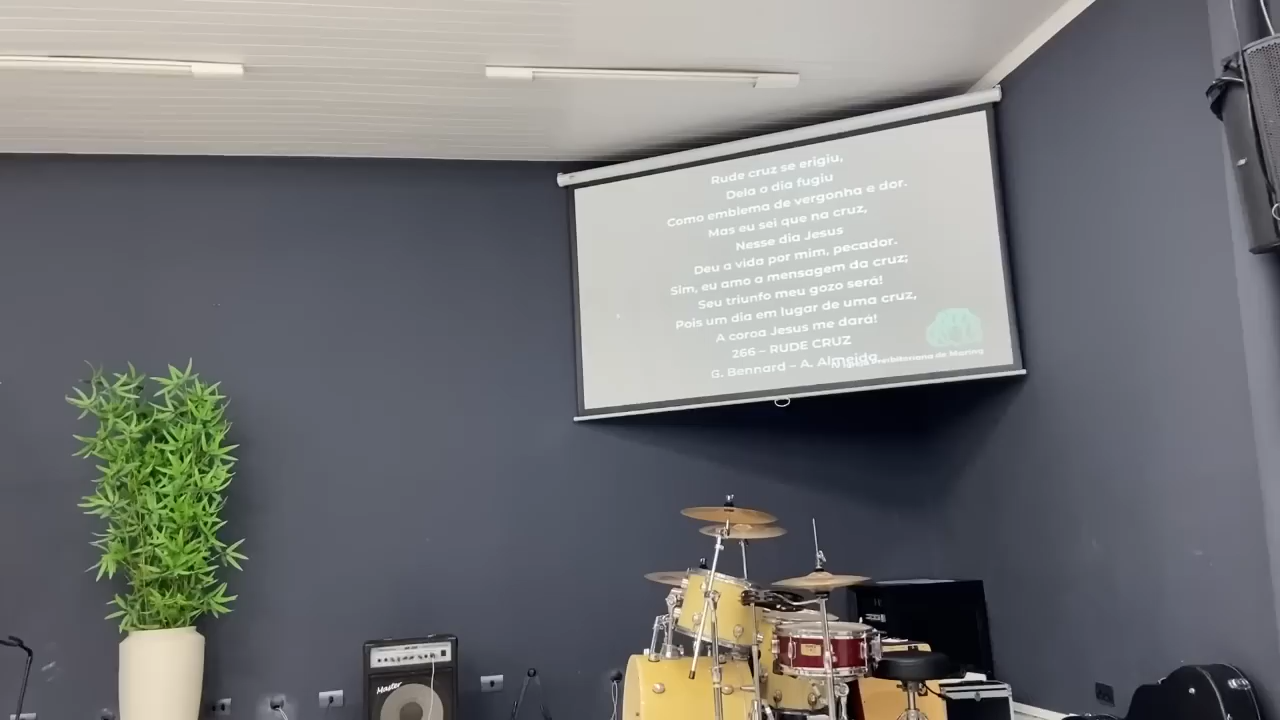 Rude cruz se erigiu,
Dela o dia fugiu
Como emblema de vergonha e dor.
Mas eu sei que na cruz,
Nesse dia Jesus
Deu a vida por mim, pecador.
Sim, eu amo a mensagem da cruz;
Seu triunfo meu gozo será!
Pois um dia em lugar de uma cruz,
A coroa Jesus me dará!
266 – RUDE CRUZ
G. Bennard – A. Almeida
Presbiteriana de